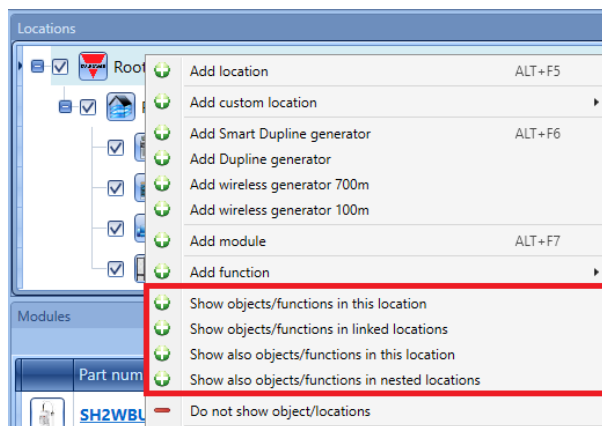 Locations
Root
Add location ALT+F5
Add custom location
Add Smart Dupline generator ALT+F6
Add Dupline generator
Add wireless generator 700m
Add wireless generator 100m
Add module ALT+F7
Add function
Show objects/functions in this location
Show objects/functions in linked locations
Show also objects/functions in this location
Show also objects/functions in nested locations
Modules
Part num
SH2WBU
Do not show object/locations